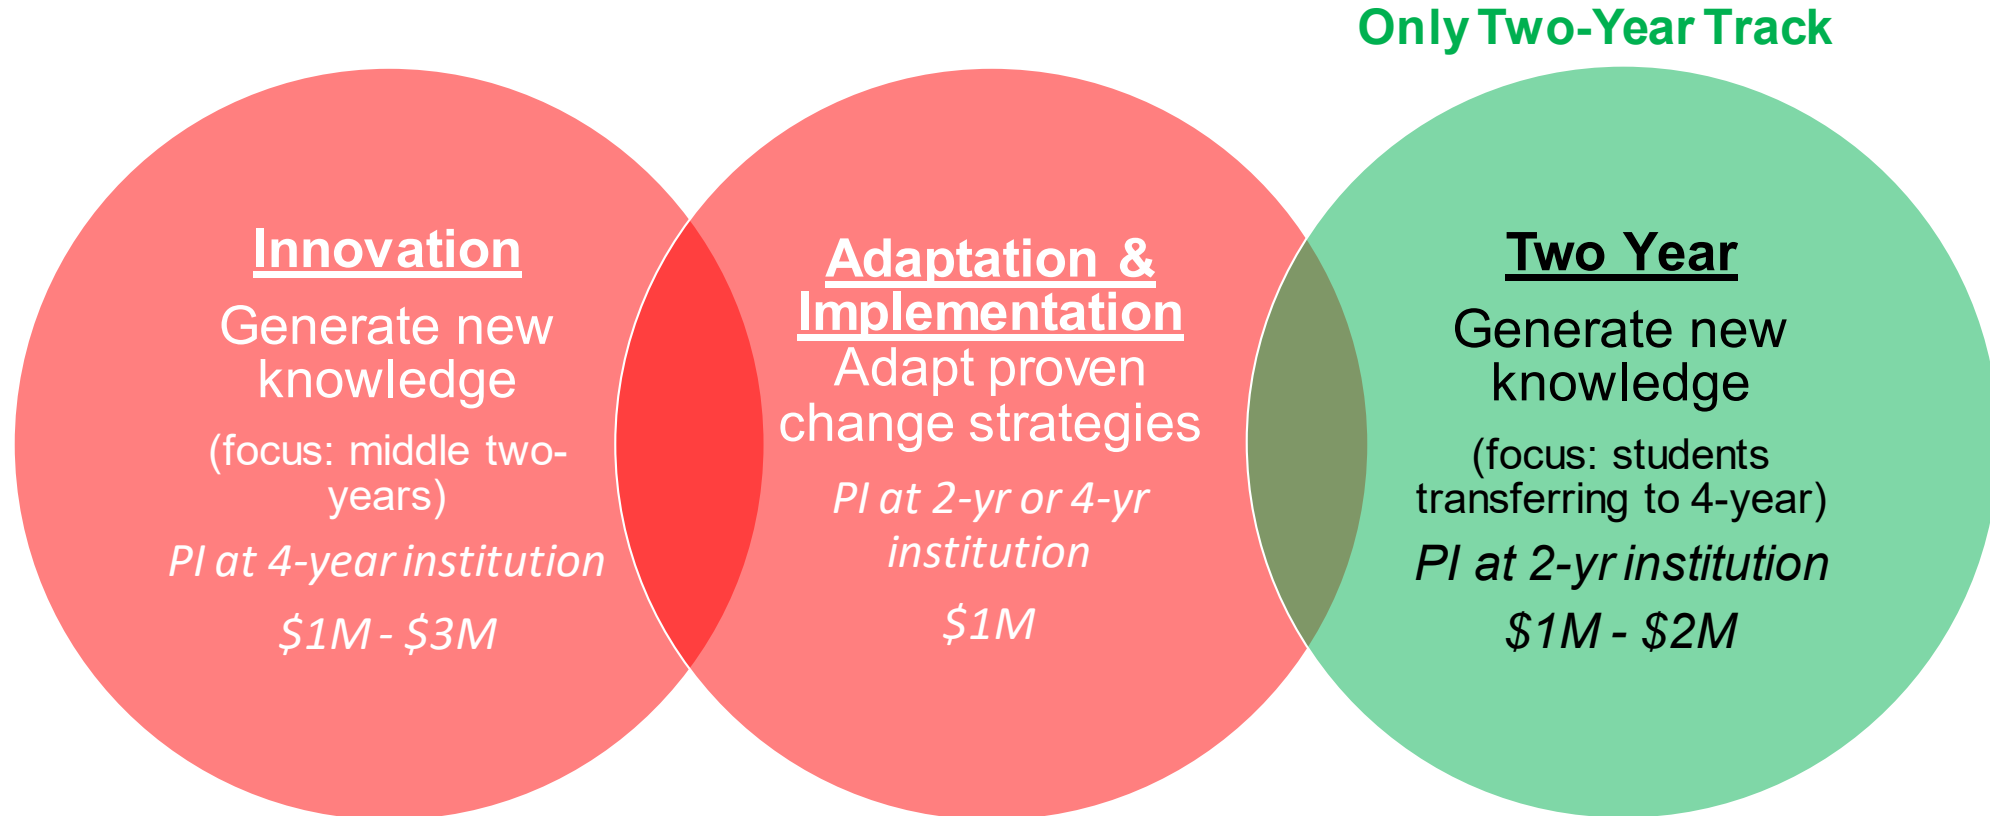 Only Two-Year Track
Innovation
Generate new
knowledge
(focus: middle two-
years)
PI at 4-year institution
$1M - $3M
Adaptation &
Implementation
Adapt proven
change strategies
PI at 2-yr or 4-yr
institution
$1M
Two Year
Generate new
knowledge
(focus: students
transferring to 4-year)
PI at 2-yr institution
$1M - $2M